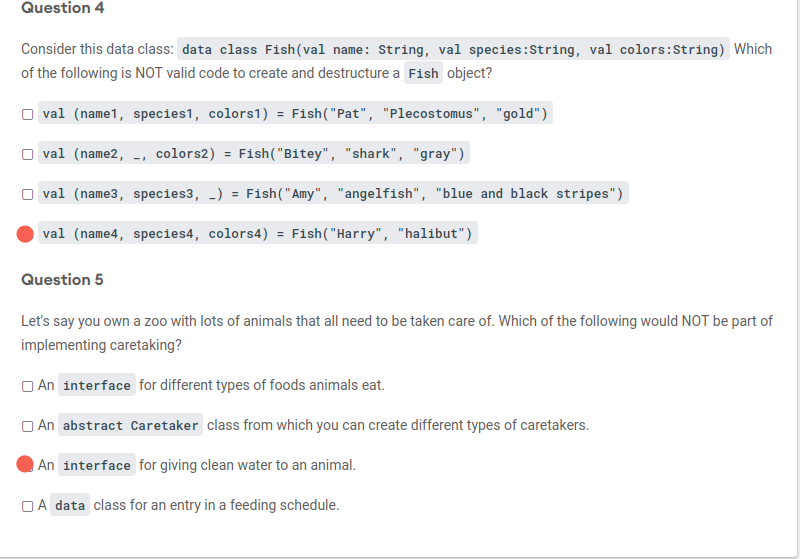 Question 4
Consider this data class: data class Fish(val name: String, val species:String, val colors:String) Which
of the following is NOT valid code to create and destructure a Fish object?
val (name1, species1, colors1) = Fish("Pat", "Plecostomus", "gold")
val (name2, _, colors2) = Fish("Bitey", "shark", "gray")
val (name3, species3, _) = Fish("Amy", "angelfish", "blue and black stripes")
val (name4, species4, colors4) = Fish("Harry", "halibut")
Question 5
Let's say you own a zoo with lots of animals that all need to be taken care of. Which of the following would NOT be part of
implementing caretaking?
An interface for different types of foods animals eat.
An abstract Caretaker class from which you can create different types of caretakers.
An interface for giving clean water to an animal.
A data class for an entry in a feeding schedule.